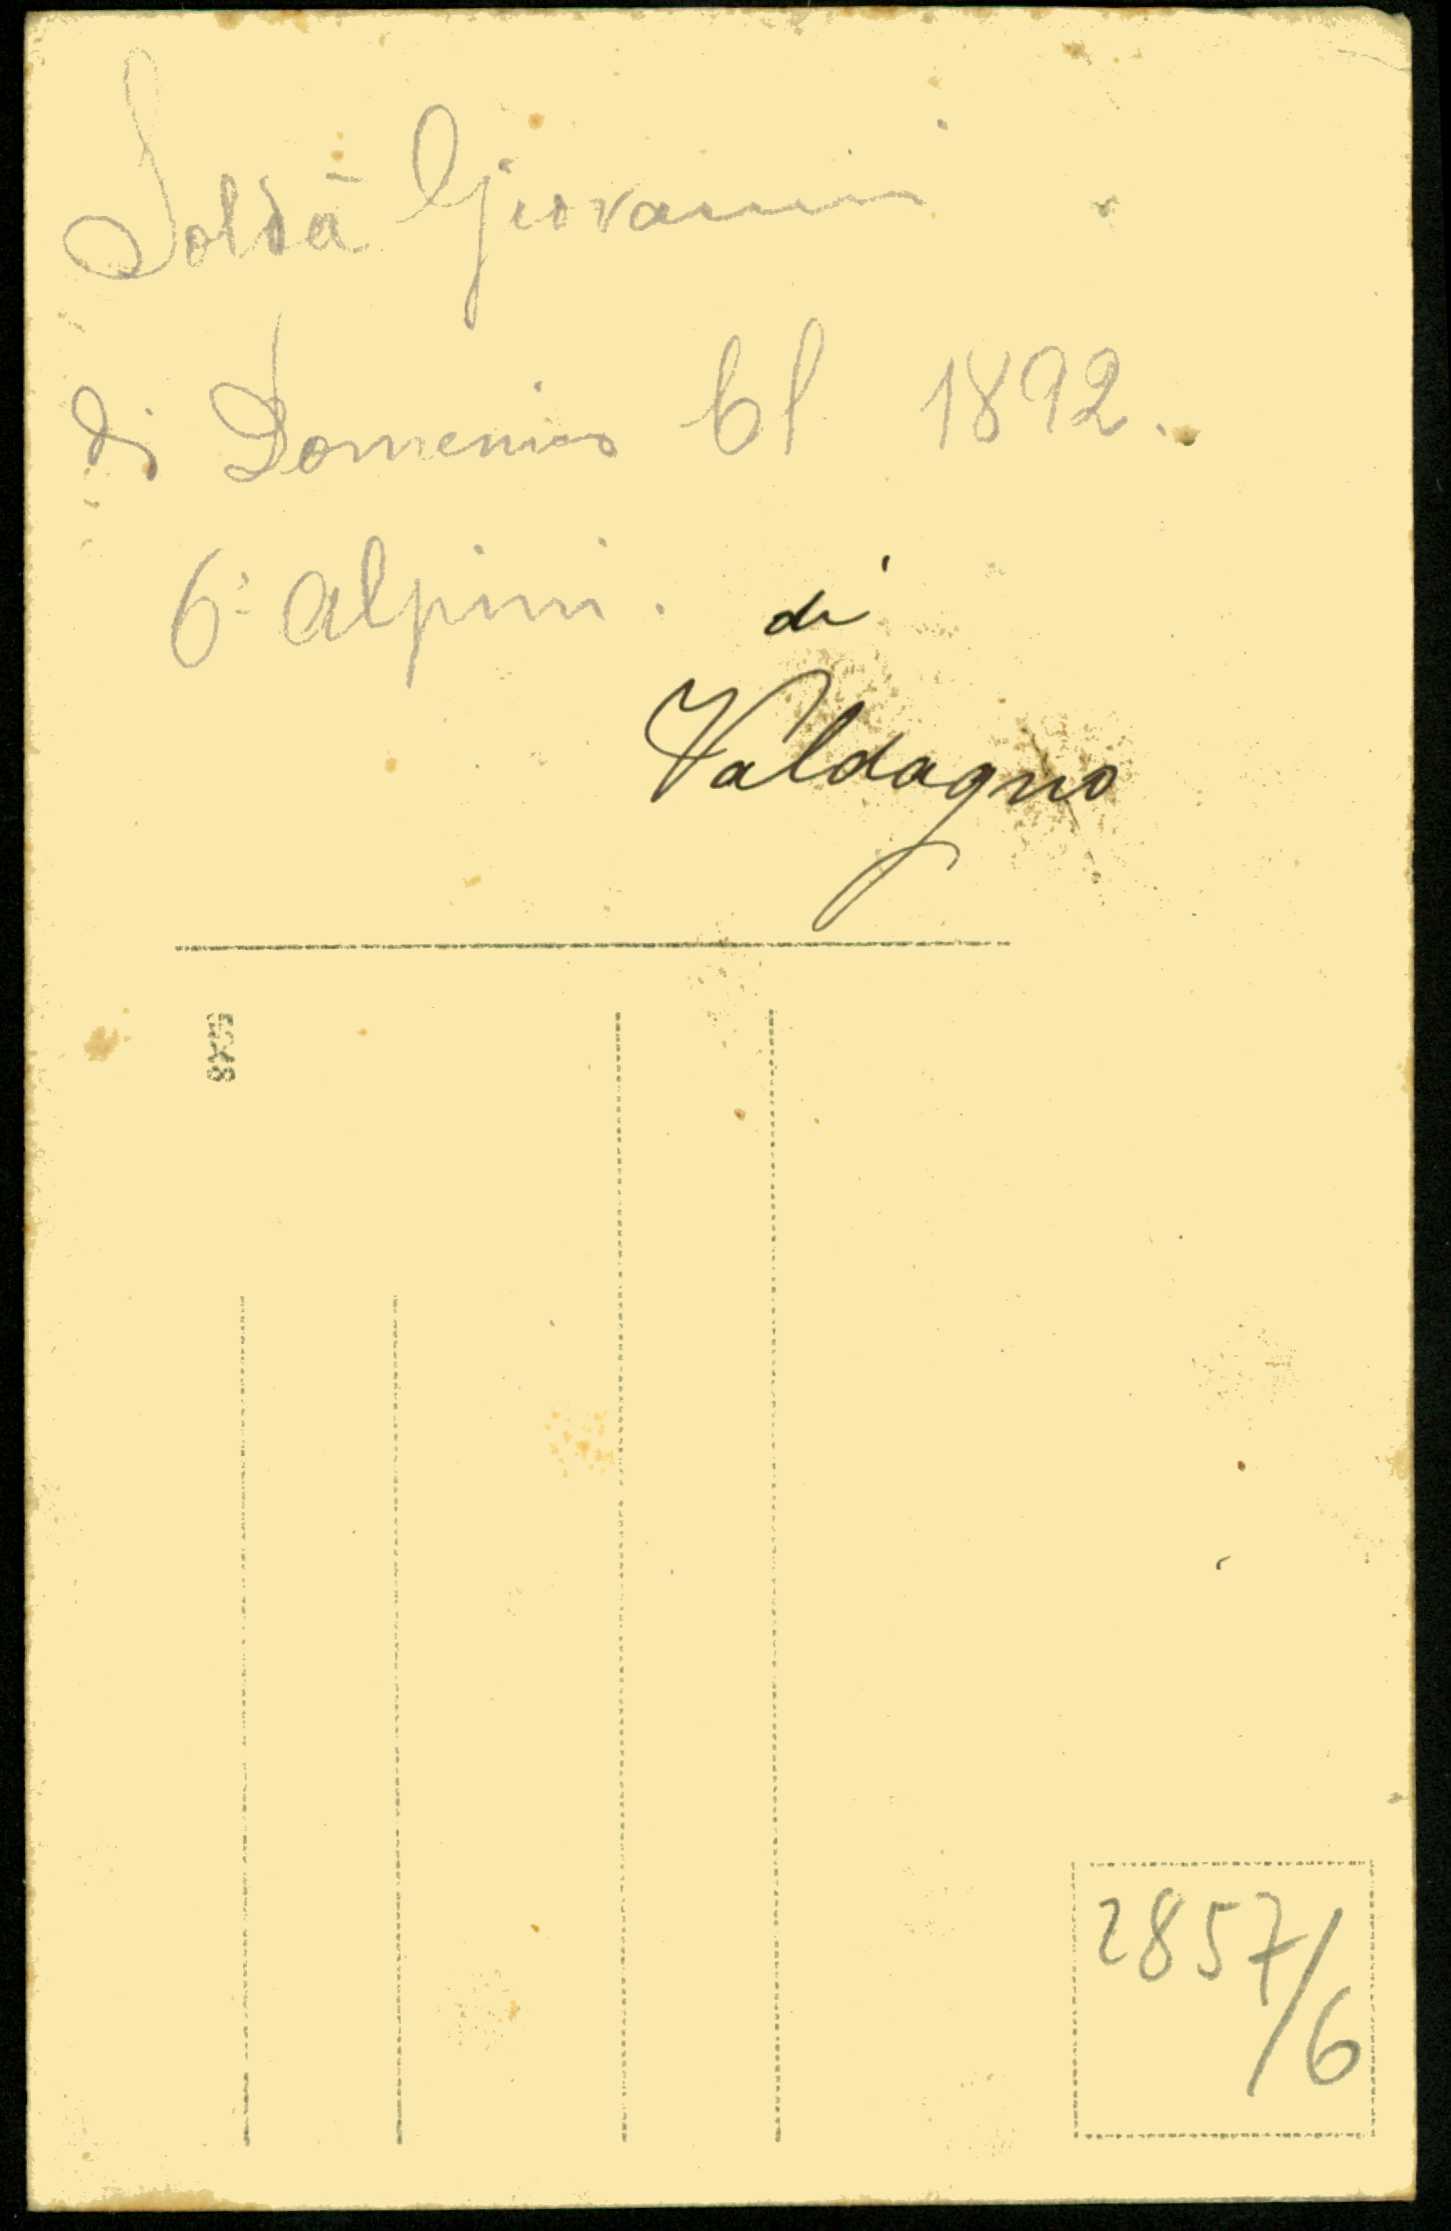 Soldà Giovanni
di Domenico Cl 1892.
6° Alpini. di
Valdagno
2857/6